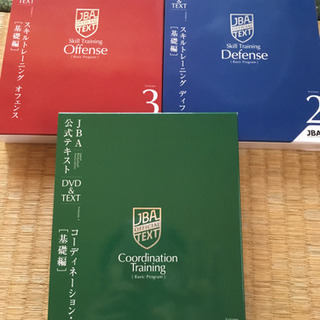 TEXT
スキルトレーニング オフェンス
[基礎編]
JBA
OFFICIAL
TEXT
Skill Training
Offense
[ Basic Program ]
3
TEXT
スキルトレーニング ディフ
[基礎編]
JBA
OFFICIAL
TEXT
Skill Training
Defense
[ Basic Program ]
2
JBA
JBA
公式テキスト
DVD
&
TEXT
コーディネーション・
[基礎編]
JBA
OFFICIAL
TEXT
Coordination
Training
[ Basic Program ]